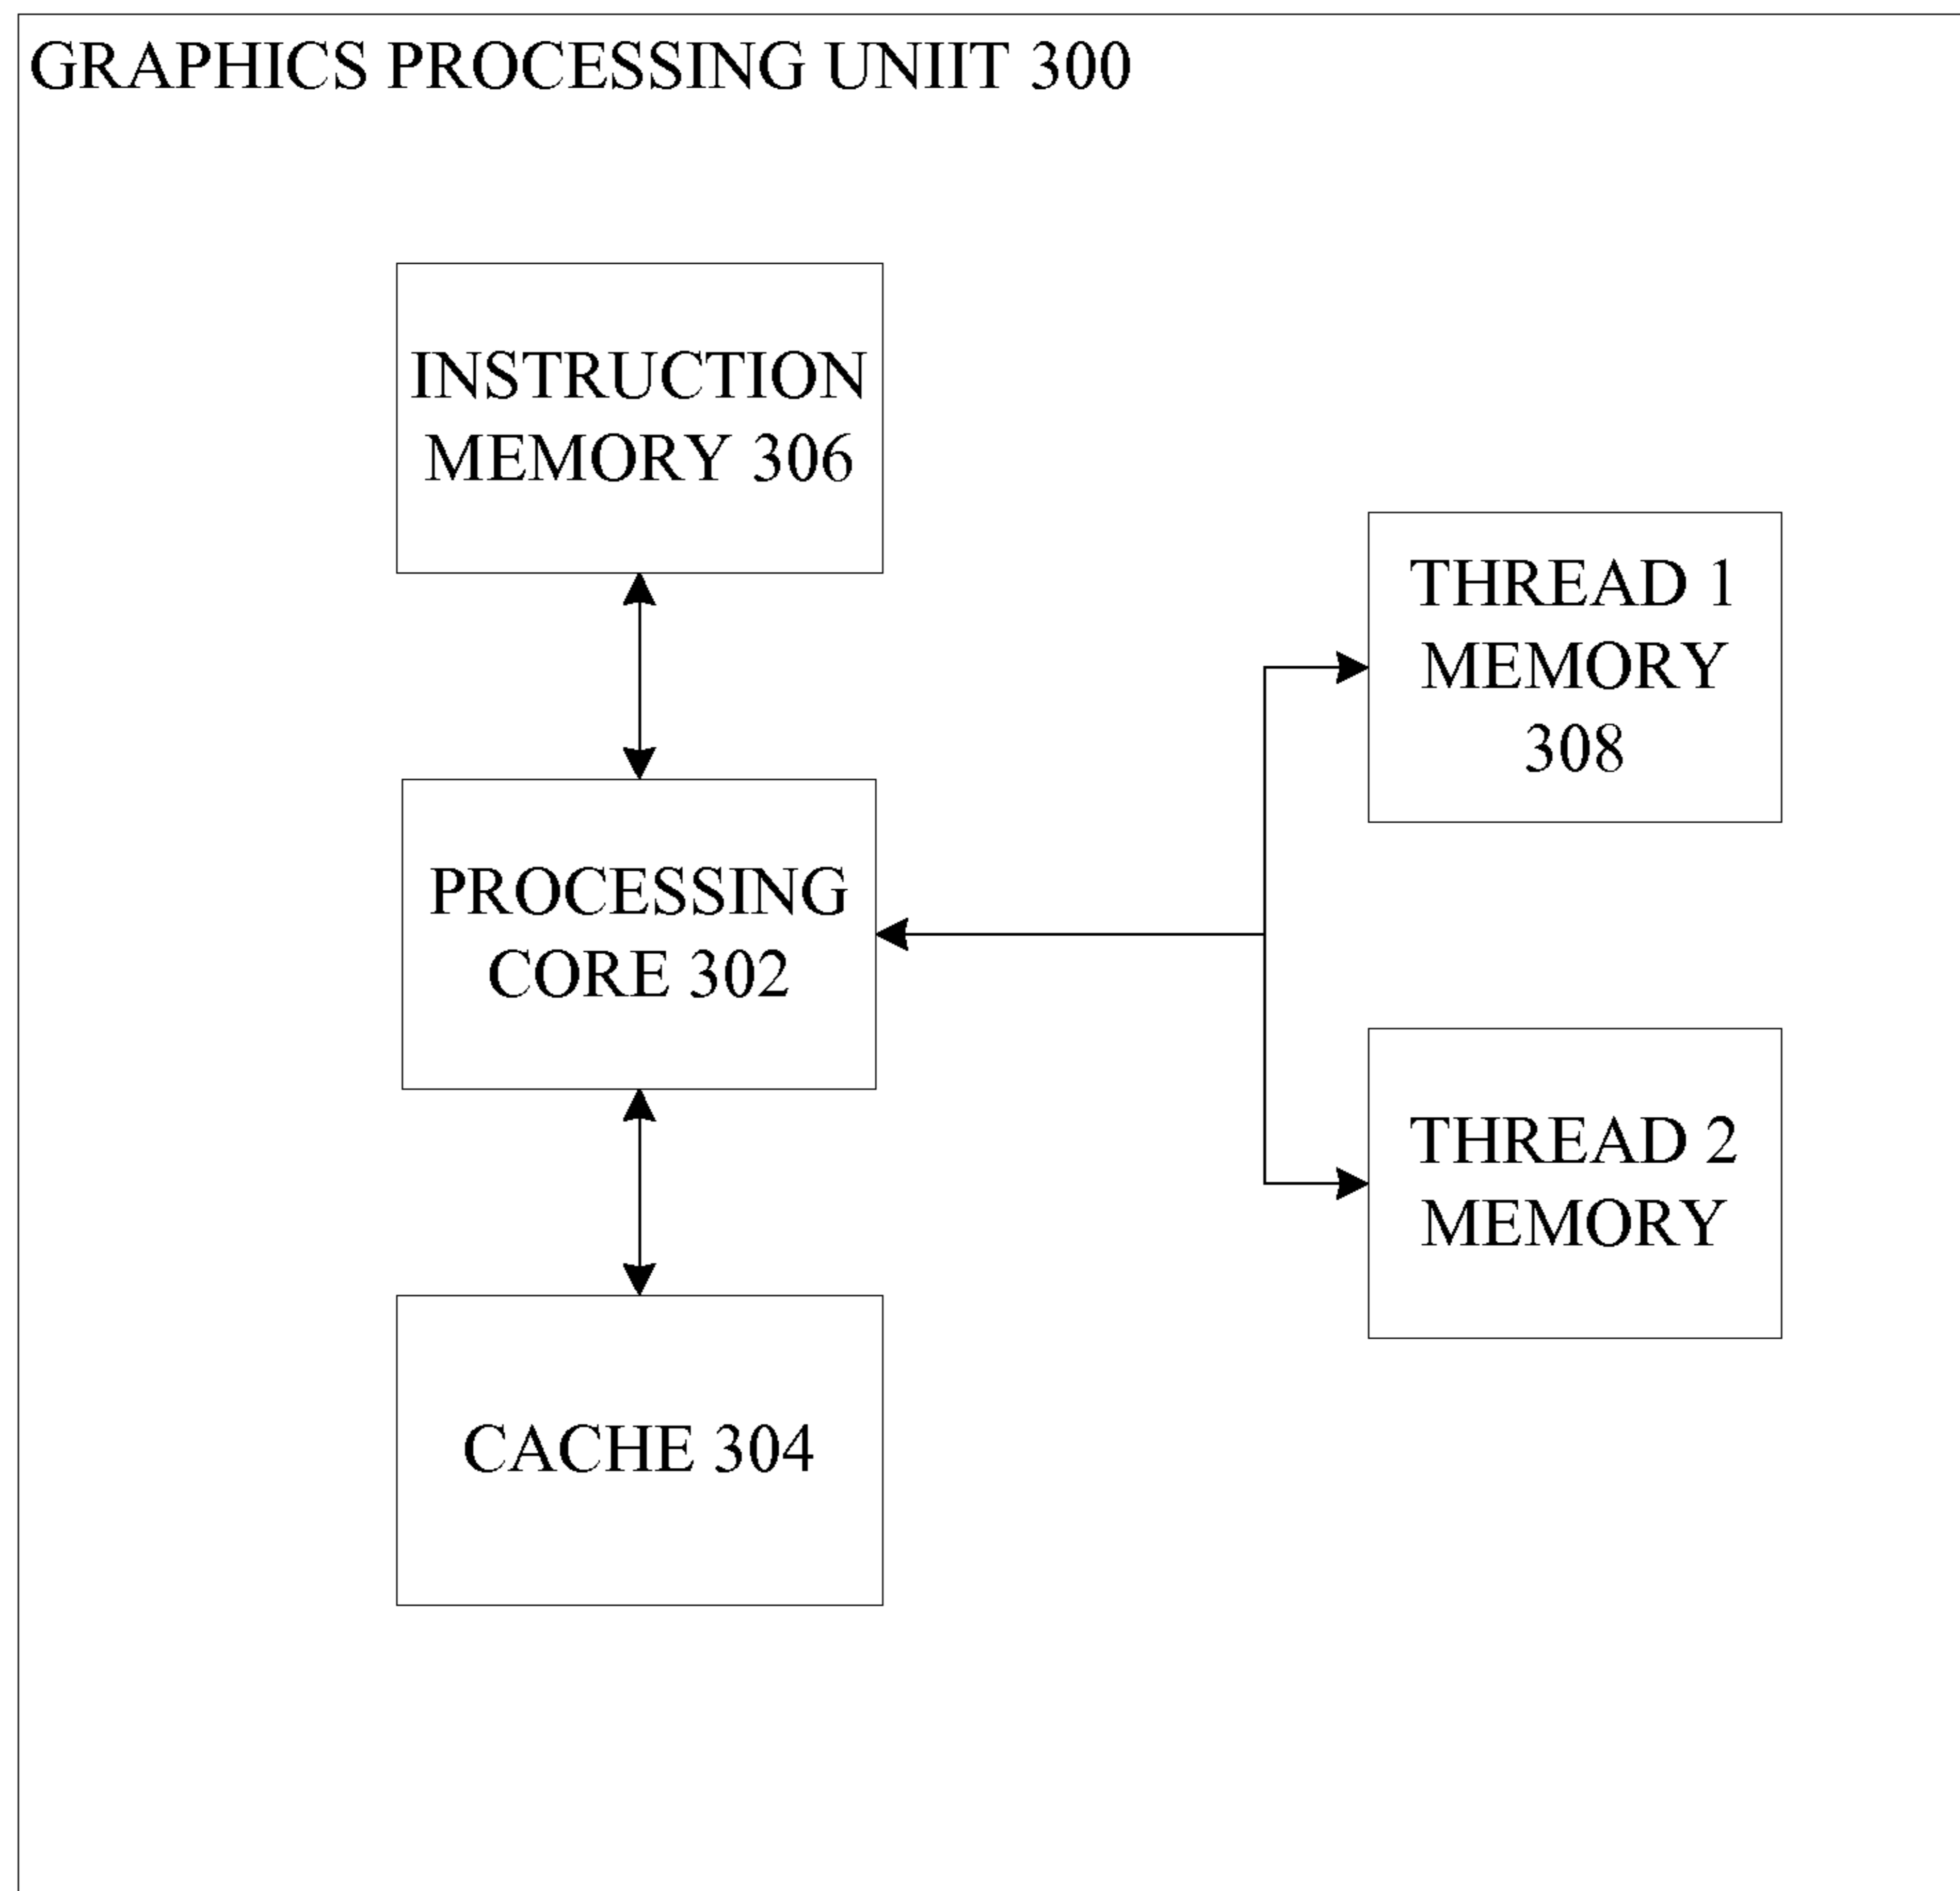 GRAPHICS PROCESSING UNIIT 300
INSTRUCTION
MEMORY 306
THREAD 1
MEMORY
308
PROCESSING
CORE 302
THREAD 2
MEMORY
CACHE 304